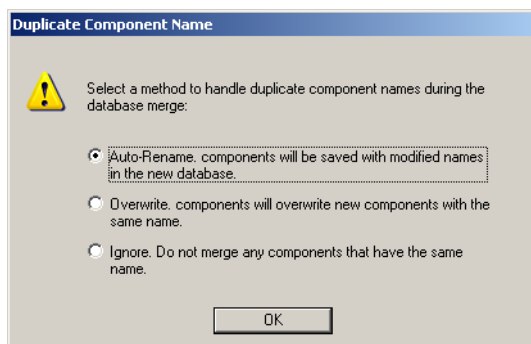 Duplicate Component Name
Select a method to handle duplicate component names during the
database merge:
Auto-Rename. components will be saved with modified names
in the new database.
Overwrite. components will overwrite new components with the
same name.
Ignore. Do not merge any components that have the same
name.
OK